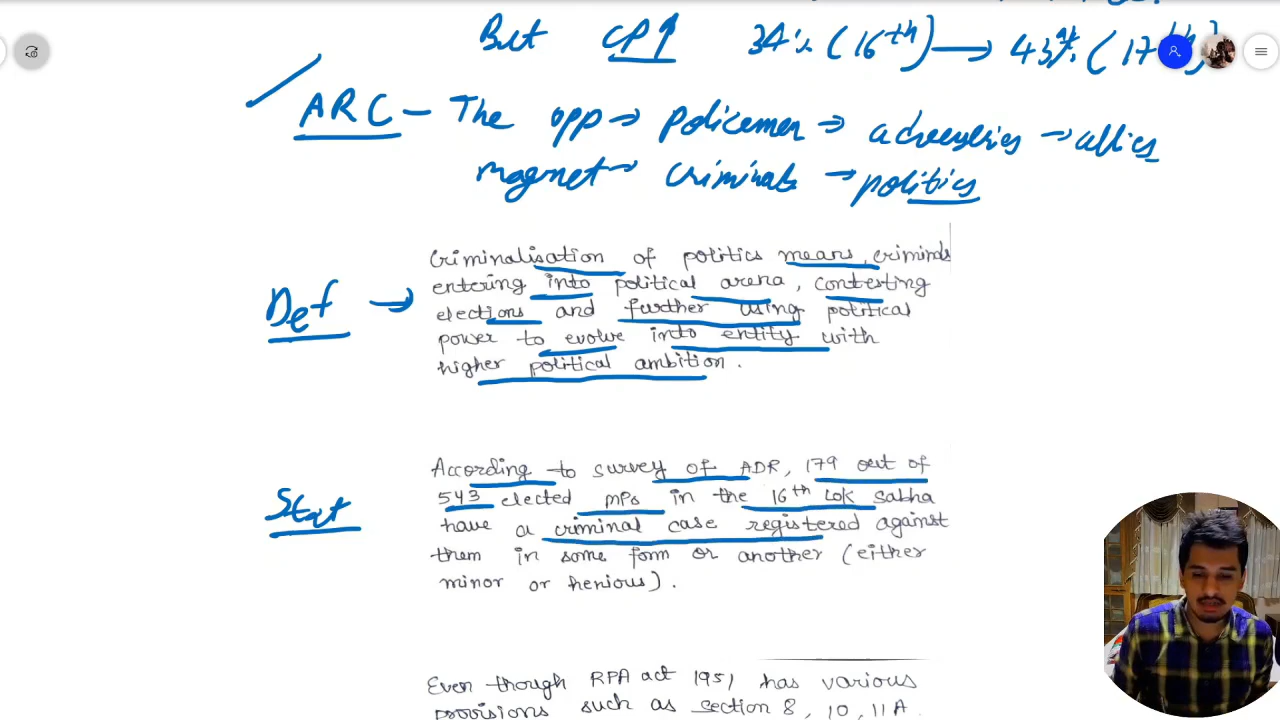 But CP↑ 34% (16th) → 43% (17th)
ARC - The opp → policemen → adverseries → allies
magnet → criminals → politics
Criminalisation of politics means, criminals
Def → entering into political arena, contesting
elections and further using political
power to evolve into entity with
higher political ambition.
According to survey of ADR, 179 out of
Stat 543 elected MPs in the 16th Lok Sabha
have a criminal case registered against
them in some form or another (either
minor or henious).
Even though RPA act 1951 has various
provisions such as section 8, 10, 11A